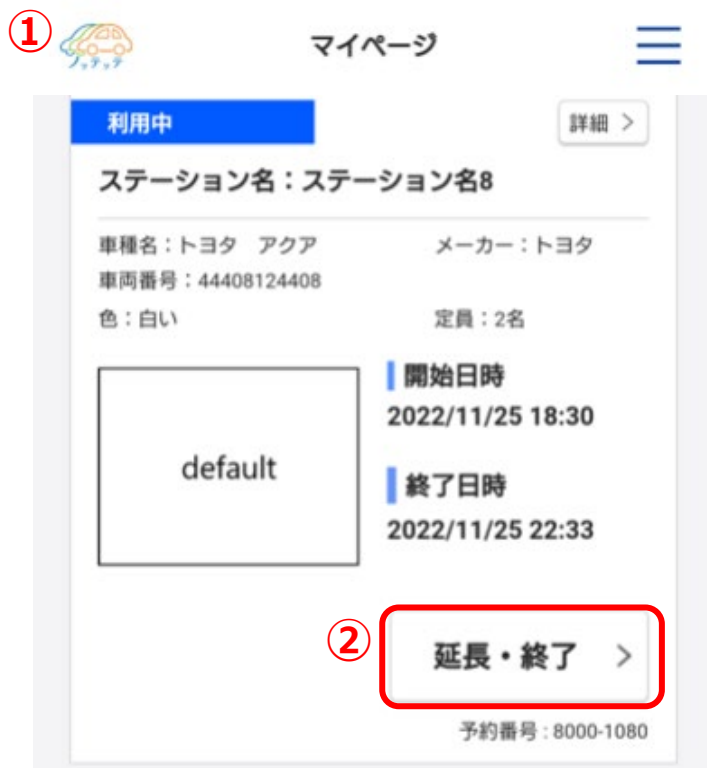 ①
ノッテッテ
マイページ
利用中
詳細 >
ステーション名：ステーション名8
車種名：トヨタ　アクア
メーカー：トヨタ
車両番号：44408124408
色：白い
定員：2名
default
開始日時
2022/11/25 18:30
終了日時
2022/11/25 22:33
②
延長・終了 >
予約番号 : 8000-1080